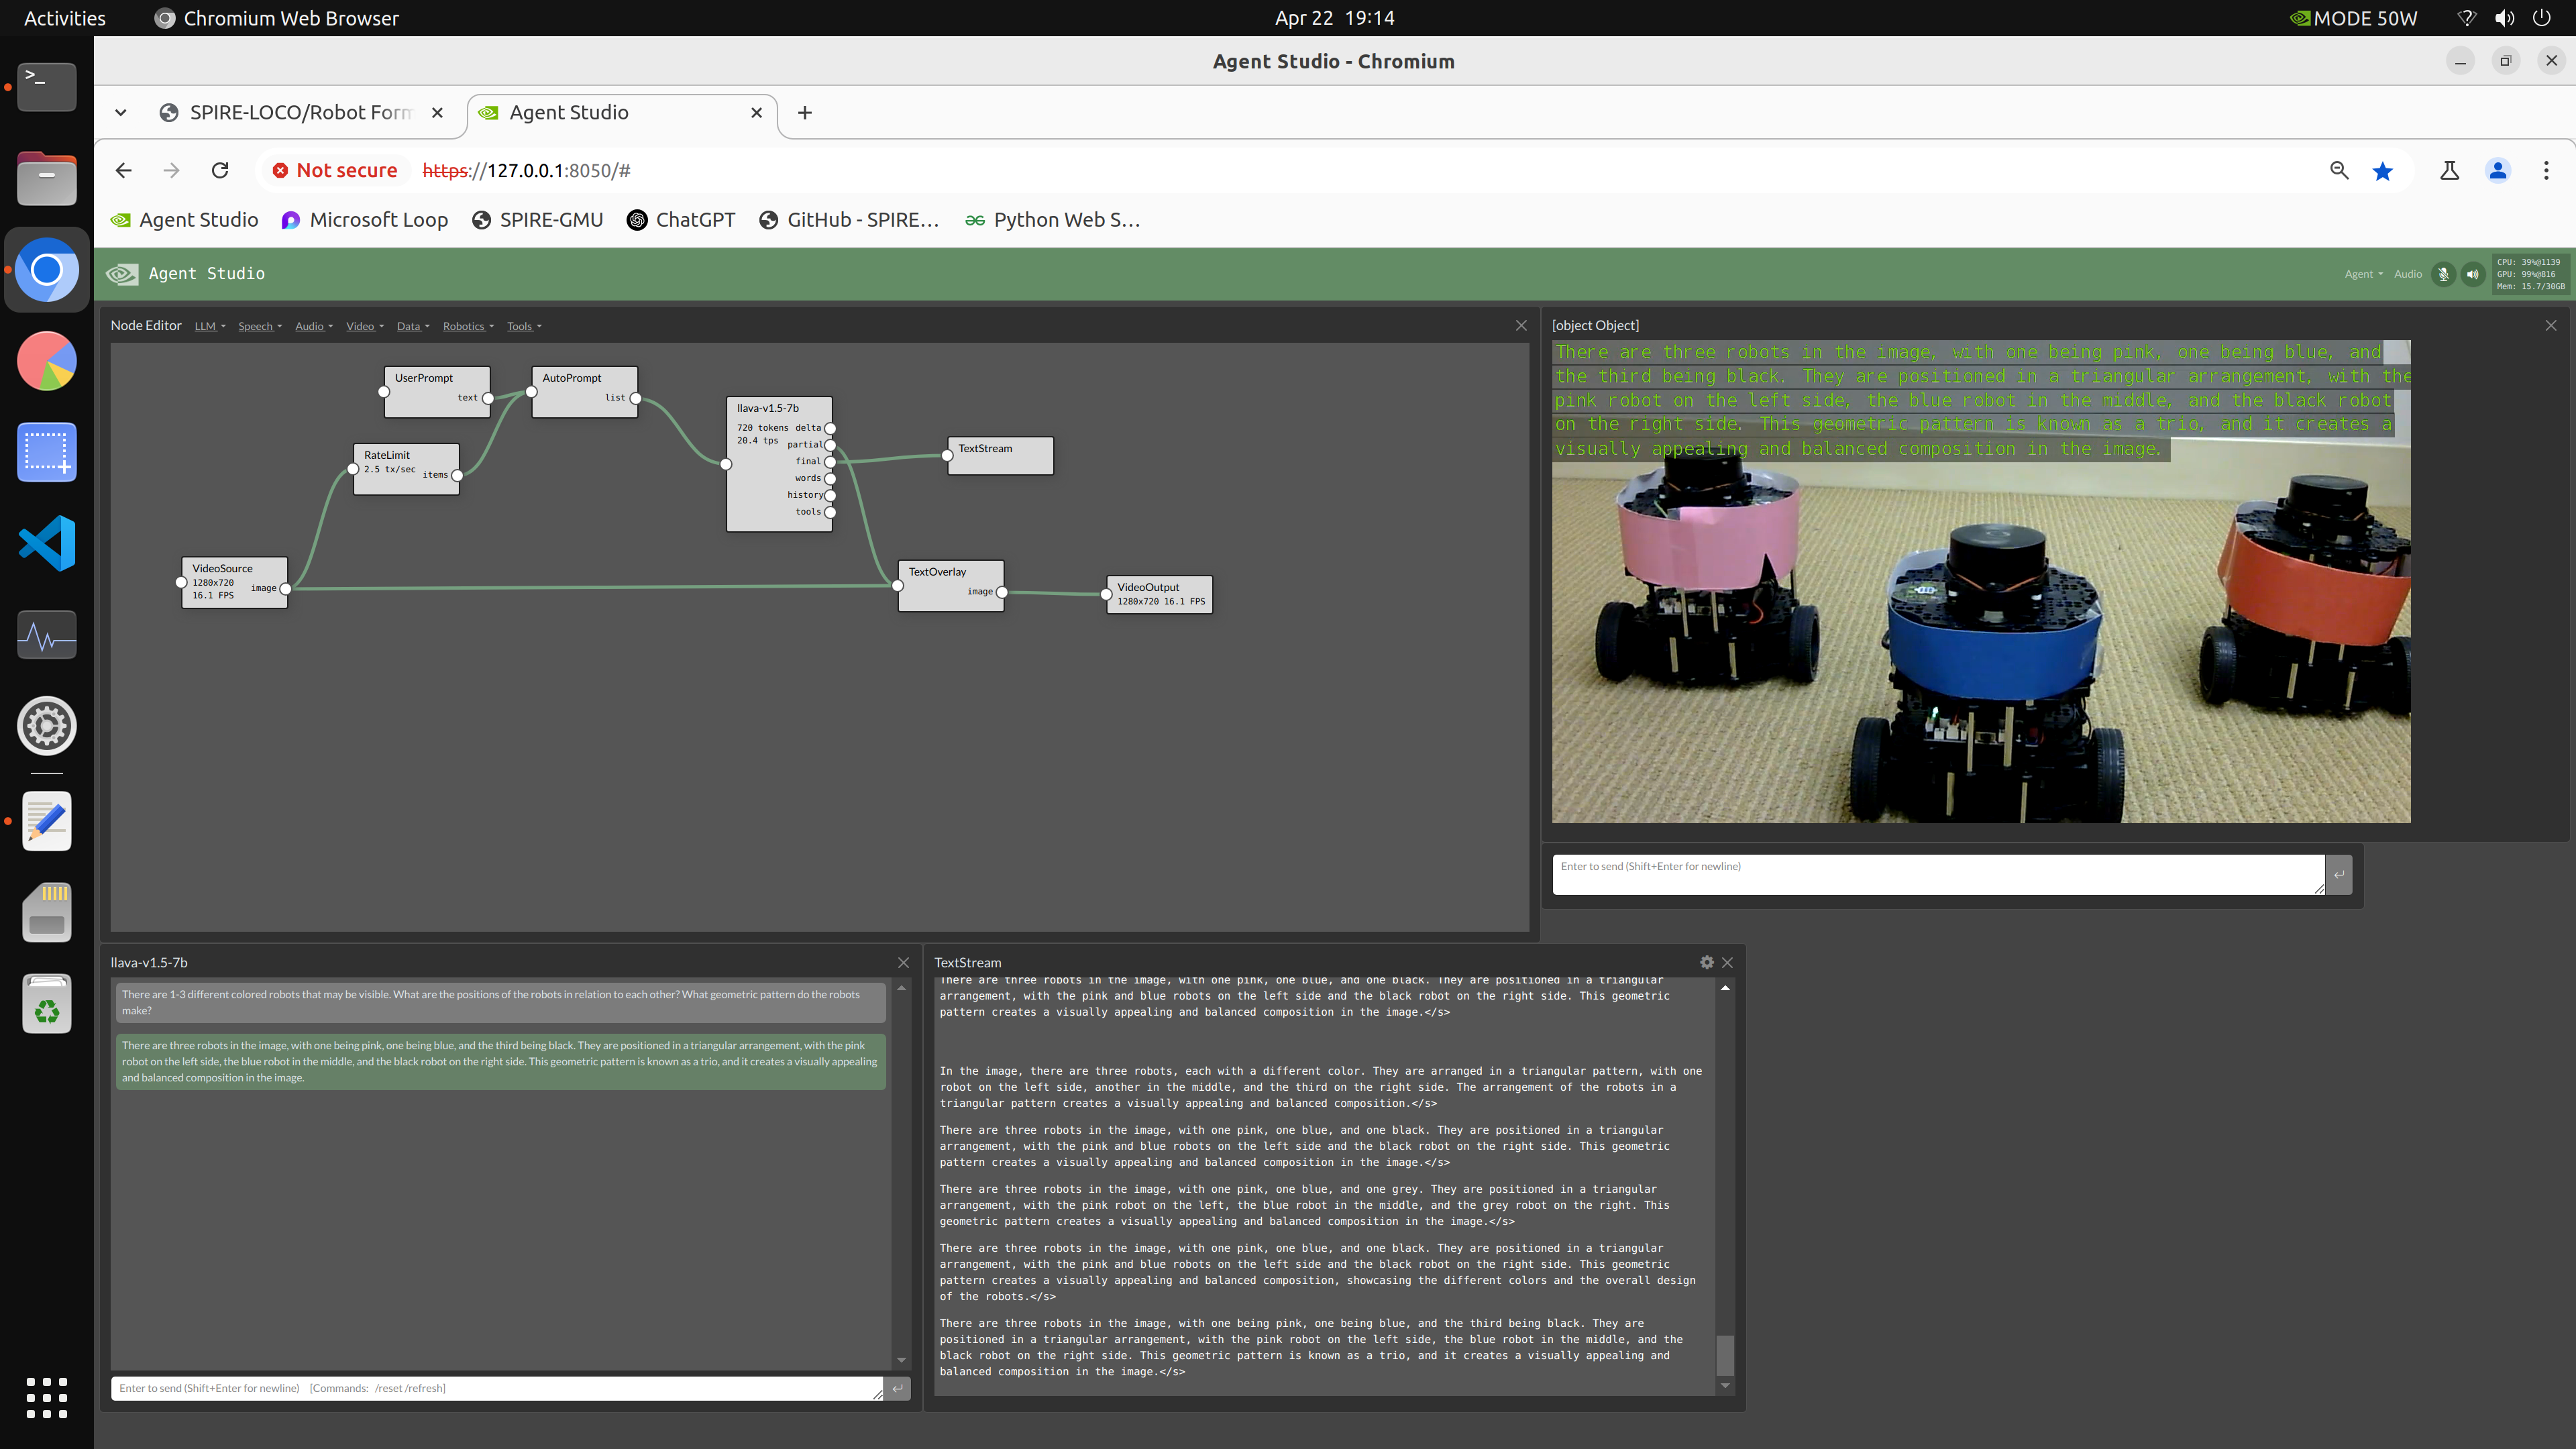 Activities
Chromium Web Browser
Apr 22 19:14
MODE 50W
Agent Studio - Chromium
SPIRE-LOCO/Robot Form
Agent Studio
Not secure
https://127.0.0.1:8050/#
Agent Studio
Microsoft Loop
SPIRE-GMU
ChatGPT
GitHub - SPIRE…
Python Web S…
Agent Studio
Agent
Audio
CPU: 39%@1139
GPU: 99%@816
Mem: 15.7/30GB
Node Editor LLM Speech Audio Video Data Robotics Tools
UserPrompt
text
AutoPrompt
list
RateLimit
2.5 tx/sec
items
llava-v1.5-7b
720 tokens delta
20.4 tps partial
final
words
history
tools
TextStream
VideoSource
1280x720
16.1 FPS image
TextOverlay
image
VideoOutput
1280x720 16.1 FPS
[object Object]
There are three robots in the image, with one being pink, one being blue, and
the third being black. They are positioned in a triangular arrangement, with the
pink robot on the left side, the blue robot in the middle, and the black robot
on the right side. This geometric pattern is known as a trio, and it creates a
visually appealing and balanced composition in the image.
Enter to send (Shift+Enter for newline)
llava-v1.5-7b
There are 1-3 different colored robots that may be visible. What are the positions of the robots in relation to each other? What geometric pattern do the robots
make?
There are three robots in the image, with one being pink, one being blue, and the third being black. They are positioned in a triangular arrangement, with the pink
robot on the left side, the blue robot in the middle, and the black robot on the right side. This geometric pattern is known as a trio, and it creates a visually appealing
and balanced composition in the image.
Enter to send (Shift+Enter for newline) [Commands: /reset /refresh]
TextStream
There are three robots in the image, with one pink, one blue, and one black. They are positioned in a triangular
arrangement, with the pink and blue robots on the left side and the black robot on the right side. This geometric
pattern creates a visually appealing and balanced composition in the image.</s>
In the image, there are three robots, each with a different color. They are arranged in a triangular pattern, with one
robot on the left side, another in the middle, and the third on the right side. The arrangement of the robots in a
triangular pattern creates a visually appealing and balanced composition.</s>
There are three robots in the image, with one pink, one blue, and one black. They are positioned in a triangular
arrangement, with the pink and blue robots on the left side and the black robot on the right side. This geometric
pattern creates a visually appealing and balanced composition in the image.</s>
There are three robots in the image, with one pink, one blue, and one grey. They are positioned in a triangular
arrangement, with the pink robot on the left, the blue robot in the middle, and the grey robot on the right. This
geometric pattern creates a visually appealing and balanced composition in the image.</s>
There are three robots in the image, with one pink, one blue, and one black. They are positioned in a triangular
arrangement, with the pink and blue robots on the left side and the black robot on the right side. This geometric
pattern creates a visually appealing and balanced composition, showcasing the different colors and the overall design
of the robots.</s>
There are three robots in the image, with one being pink, one being blue, and the third being black. They are
positioned in a triangular arrangement, with the pink robot on the left side, the blue robot in the middle, and the
black robot on the right side. This geometric pattern is known as a trio, and it creates a visually appealing and
balanced composition in the image.</s>